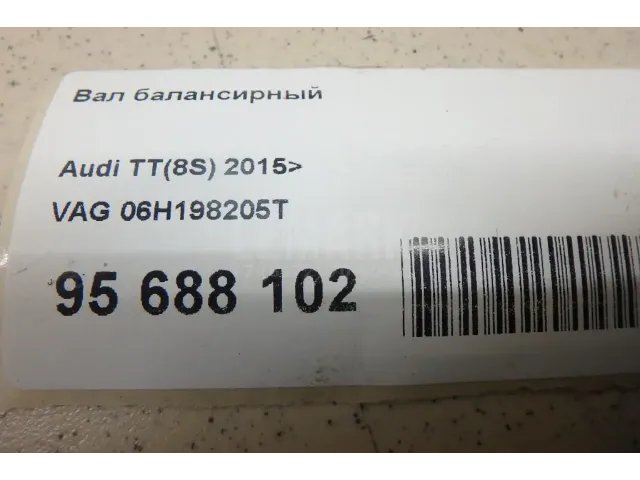 Вал балансирный
Audi TT(8S) 2015>
VAG 06H198205T
95 688 102